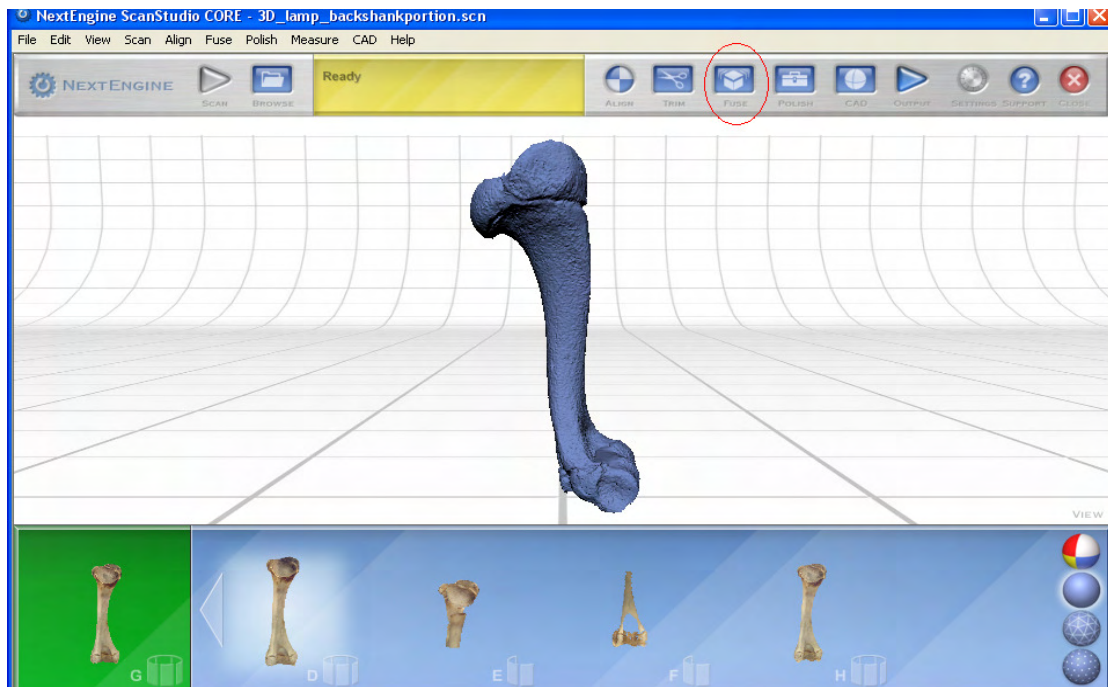 NextEngine ScanStudio CORE - 3D_lamp_backshankportion.scn
File Edit View Scan Align Fuse Polish Measure CAD Help
NEXTENGINE SCAN BROWSE Ready ALIGN TRIM FUSE POLISH CAD OUTPUT SETTINGS SUPPORT CLOSE
VIEW
G D E F H